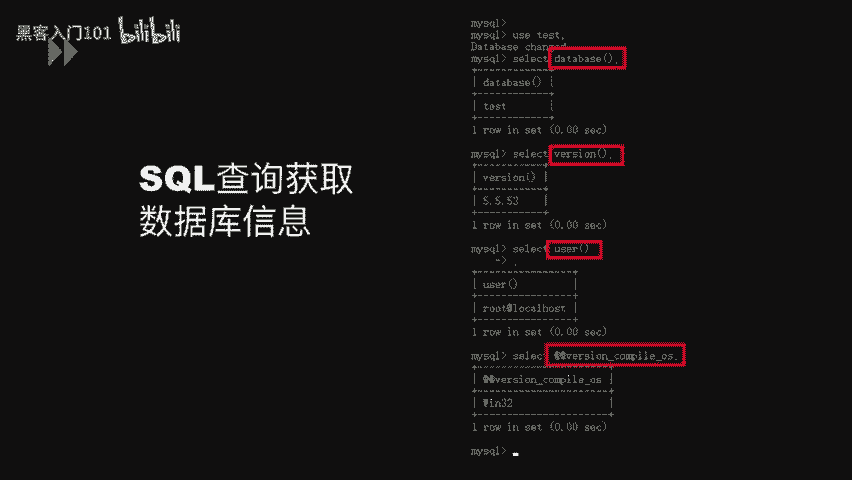 黑客入门101 bilibili
SQL查询获取
数据库信息
mysql>
mysql> use test;
Database changed
mysql> select database();
+------------+
| database() |
+------------+
| test       |
+------------+
1 row in set (0.00 sec)
mysql> select version();
+-----------+
| version() |
+-----------+
| 5.5.53    |
+-----------+
1 row in set (0.00 sec)
mysql> select user()
    -> ;
+----------------+
| user()         |
+----------------+
| root@localhost |
+----------------+
1 row in set (0.00 sec)
mysql> select @@version_compile_os;
+----------------------+
| @@version_compile_os |
+----------------------+
| Win32                |
+----------------------+
1 row in set (0.00 sec)
mysql> _